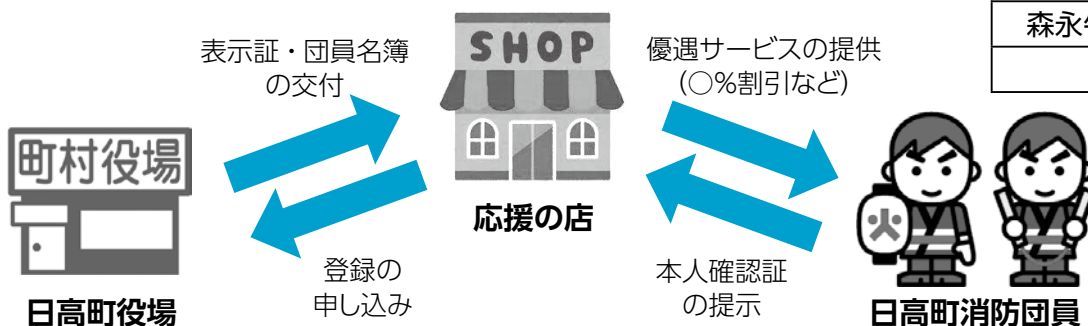 表示証・団員名簿
の交付
SHOP
優遇サービスの提供
(○%割引など)
森永
町村役場
応援の店
火
登録の
申し込み
本人確認証
の提示
日高町役場
日高町消防団員